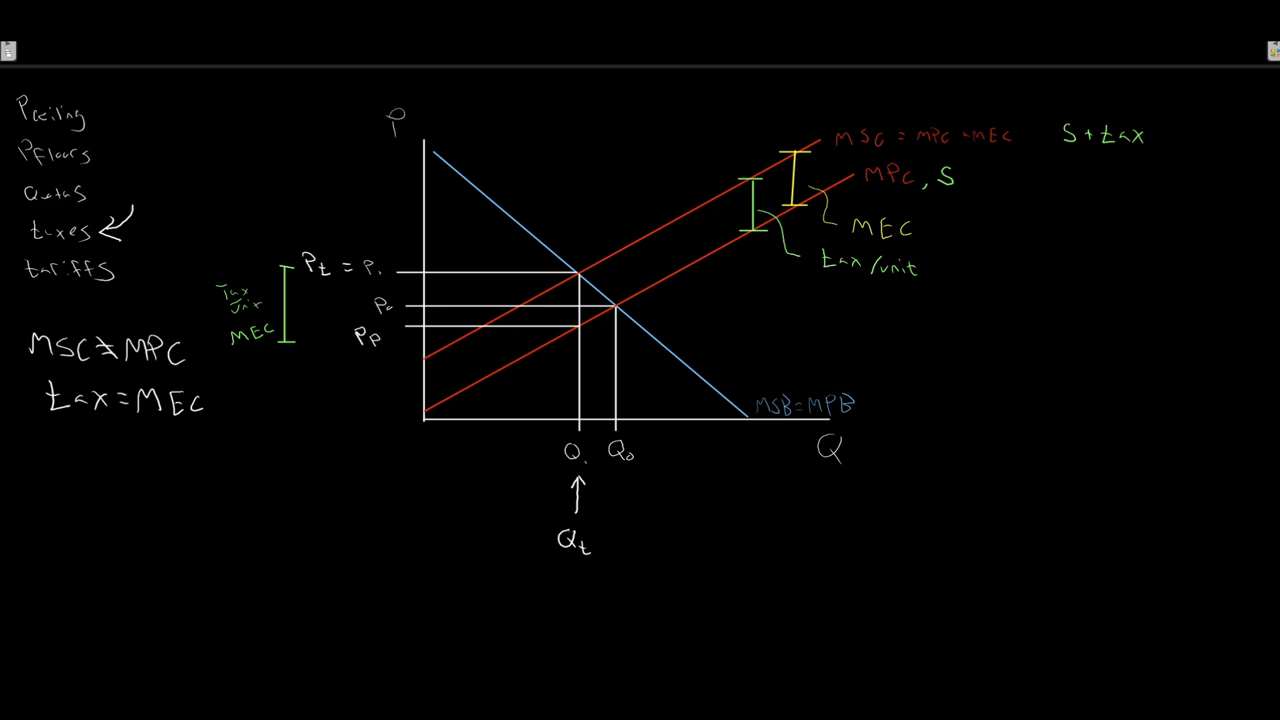 Pceiling
Pfloors
Quotas
taxes
tariffs
MSC ≠ MPC
tax = MEC
P
Pt = P₁
P₀
Pp
Tax
Unit
MEC
MSC = MPC + MEC
S + tax
MPC, S
MEC
tax/unit
MSB = MPB
Q₁
Q₀
Q
Qt